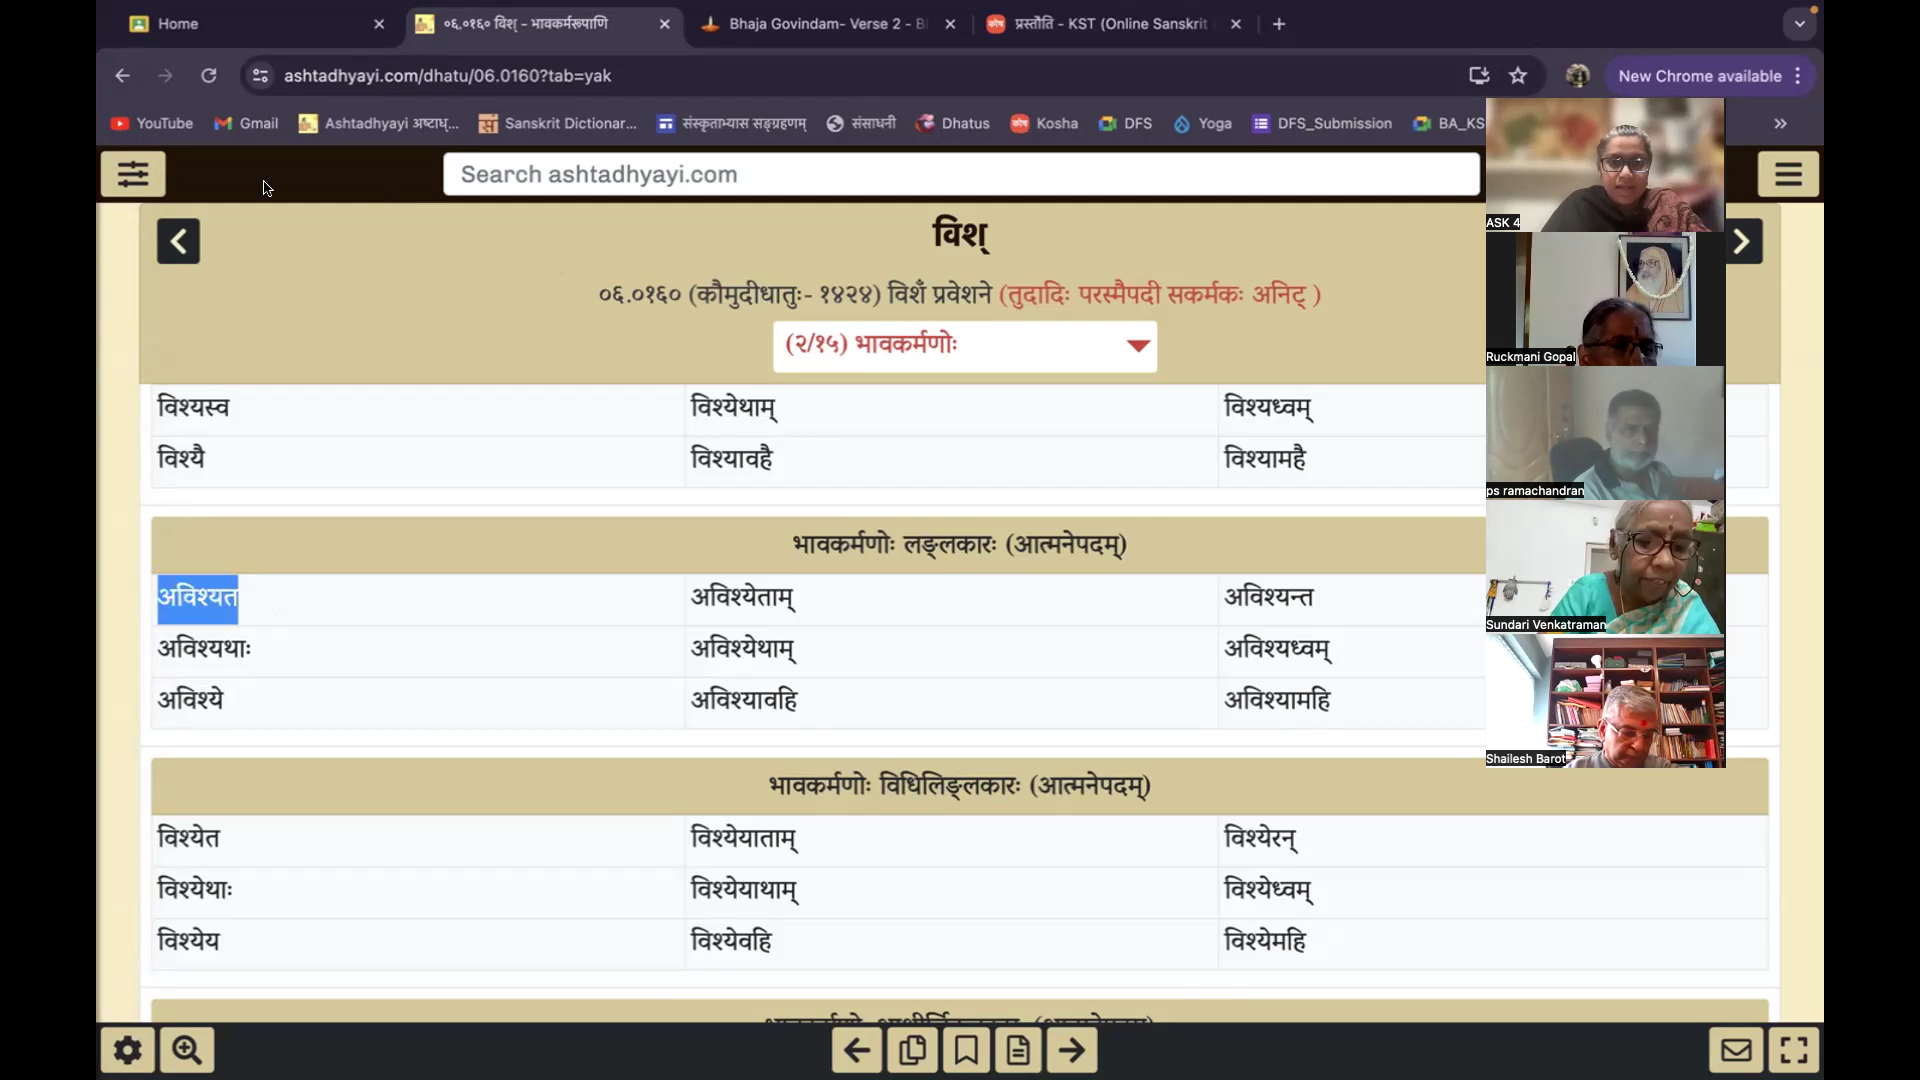 Home
०६.०१६० विश् - भावकर्मरूपाणि
Bhaja Govindam- Verse 2 - B
प्रस्तौति - KST (Online Sanskrit
ashtadhyayi.com/dhatu/06.0160?tab=yak
New Chrome available
YouTube
Gmail
Ashtadhyayi अष्टाध्...
Sanskrit Dictionar...
संस्कृताभ्यास सङ्ग्रहणम्
संसाधनी
Dhatus
Kosha
DFS
Yoga
DFS_Submission
BA_KS
Search ashtadhyayi.com
विश्
०६.०१६० (कौमुदीधातुः- १४२४) विशँ प्रवेशने (तुदादिः परस्मैपदी सकर्मकः अनिट् )
(२/१५) भावकर्मणोः
विश्यस्व विश्येथाम् विश्यध्वम्
विश्यै विश्यावहै विश्यामहै
भावकर्मणोः लङ्लकारः (आत्मनेपदम्)
अविश्यत अविश्येताम् अविश्यन्त
अविश्यथाः अविश्येथाम् अविश्यध्वम्
अविश्ये अविश्यावहि अविश्यामहि
भावकर्मणोः विधिलिङ्लकारः (आत्मनेपदम्)
विश्येत विश्येयाताम् विश्येरन्
विश्येथाः विश्येयाथाम् विश्येध्वम्
विश्येय विश्येवहि विश्येमहि
ASK 4
Ruckmani Gopal
ps ramachandran
Sundari Venkatraman
Shailesh Barot